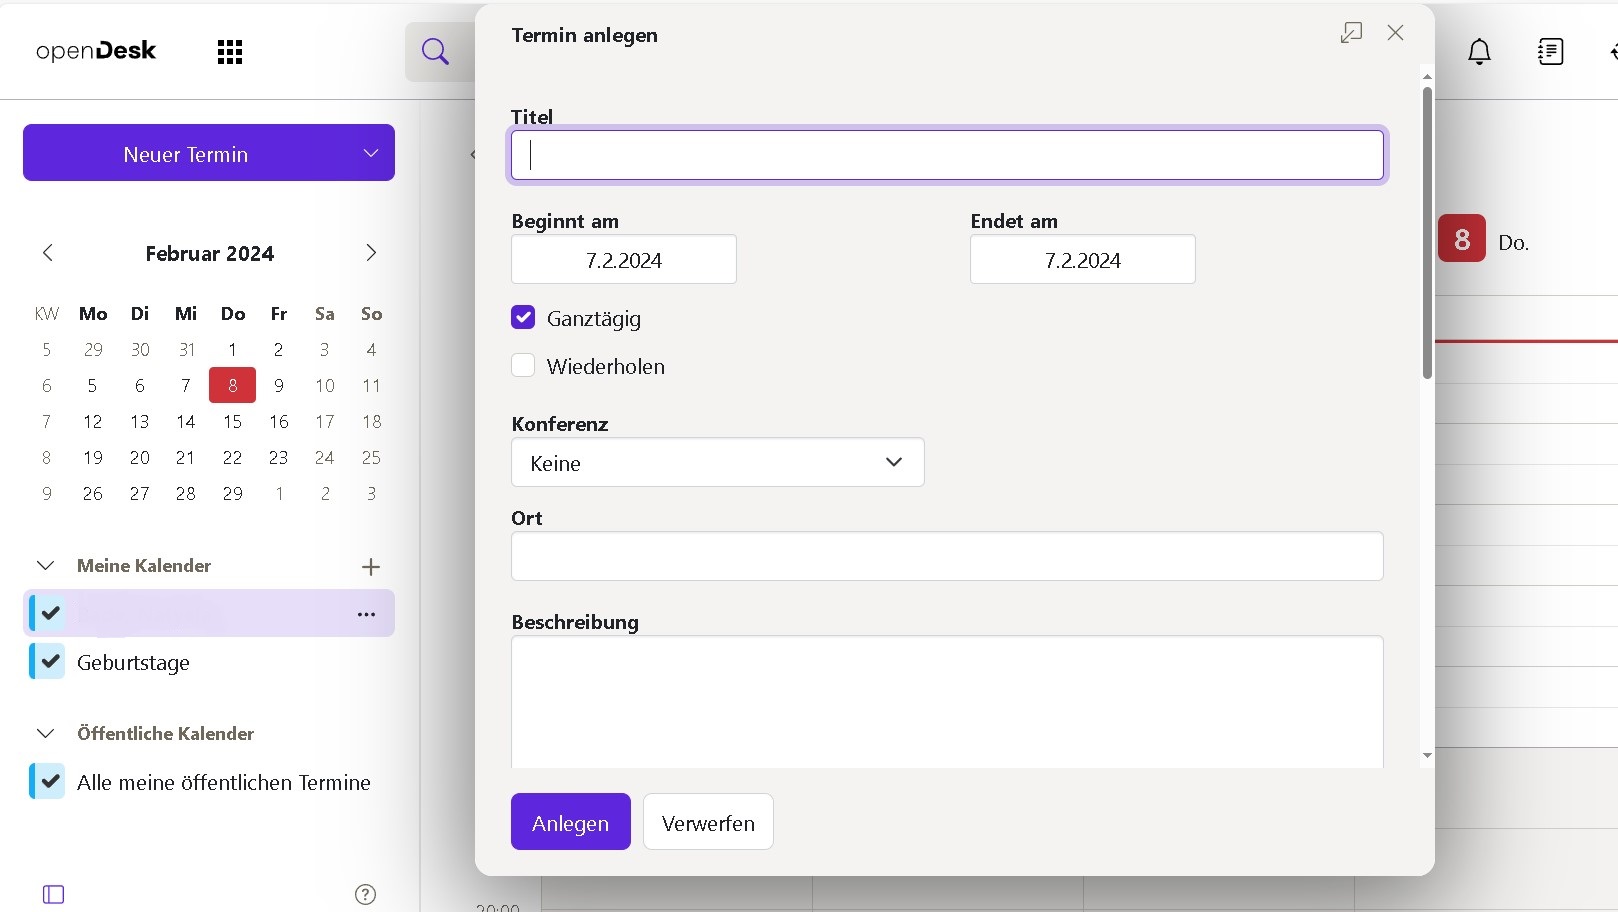 openDesk
Neuer Termin
Februar 2024
KW Mo Di Mi Do Fr Sa So
5 29 30 31 1 2 3 4
6 5 6 7 8 9 10 11
7 12 13 14 15 16 17 18
8 19 20 21 22 23 24 25
9 26 27 28 29 1 2 3
Meine Kalender
Geburtstage
Öffentliche Kalender
Alle meine öffentlichen Termine
Termin anlegen
Titel
Beginnt am Endet am
7.2.2024 7.2.2024
Ganztägig
Wiederholen
Konferenz
Keine
Ort
Beschreibung
Anlegen Verwerfen
8 Do.
20:00